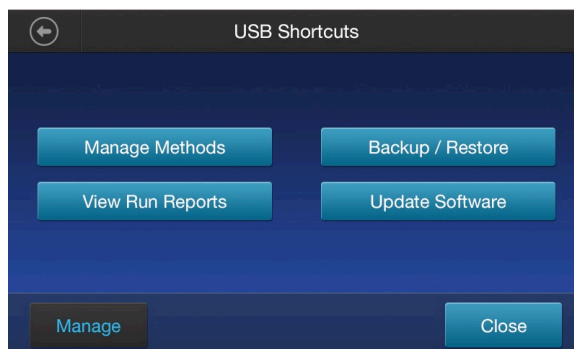 USB Shortcuts
Manage Methods
Backup / Restore
View Run Reports
Update Software
Manage
Close